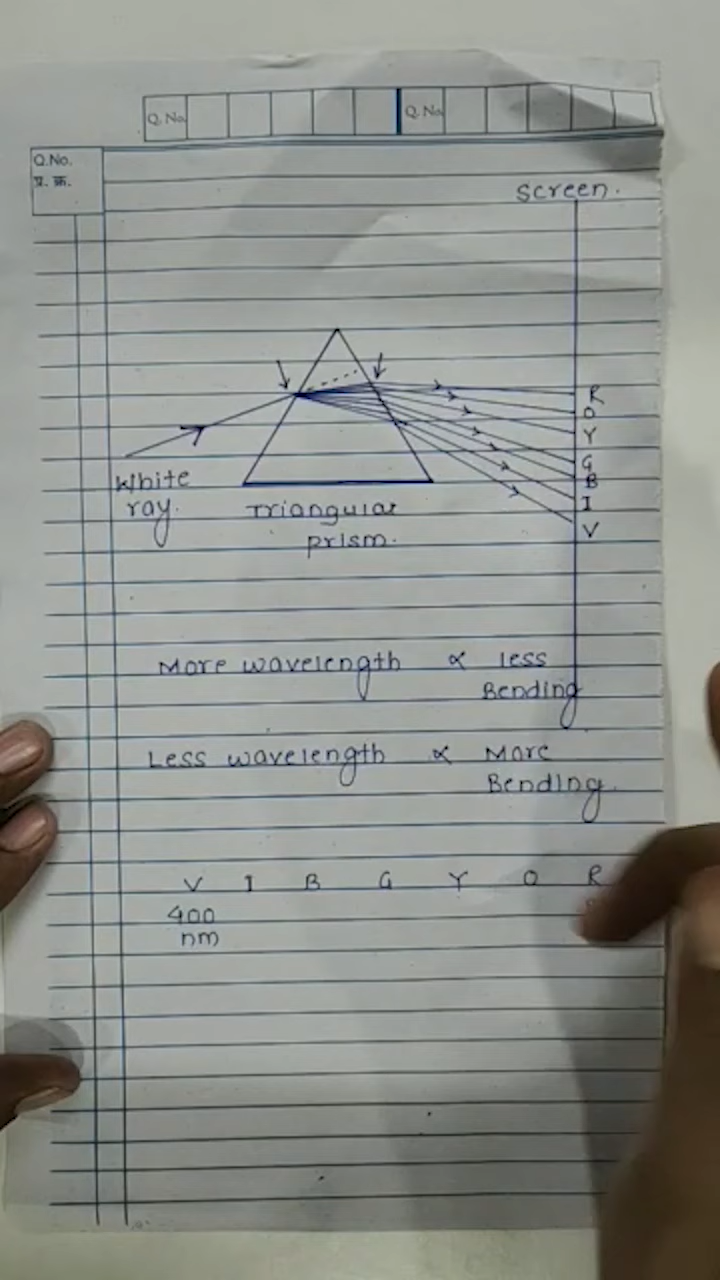 Q.No. Q.No.
Q.No.
प्र. क्र.
Screen.
R
O
Y
G
B
I
V
White
ray.
Triangular
prism.
More wavelength ∝ less
Bending
Less wavelength ∝ More
Bending.
V I B G Y O R
400
nm